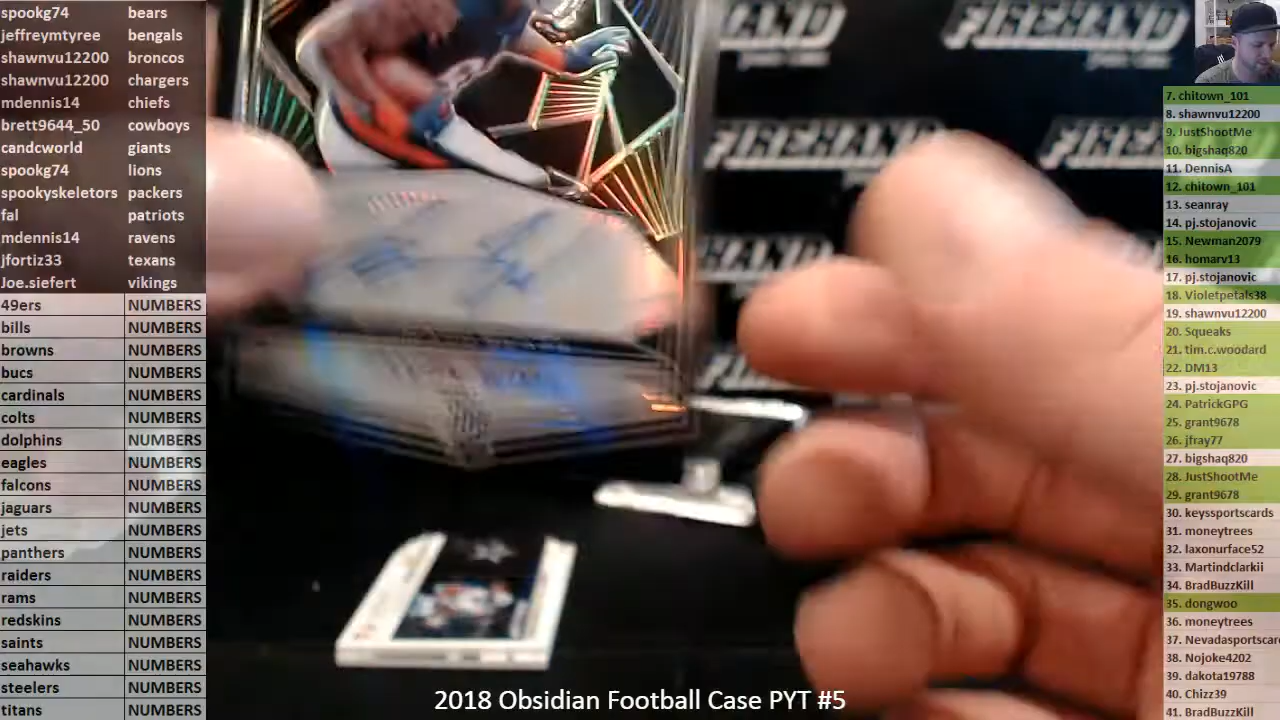 spookg74 bears
jeffreymtyree bengals
shawnvu12200 broncos
shawnvu12200 chargers
mdennis14 chiefs
brett9644_50 cowboys
candcworld giants
spookg74 lions
spookyskeletors packers
fal patriots
mdennis14 ravens
jfortiz33 texans
Joe.siefert vikings
49ers NUMBERS
bills NUMBERS
browns NUMBERS
bucs NUMBERS
cardinals NUMBERS
colts NUMBERS
dolphins NUMBERS
eagles NUMBERS
falcons NUMBERS
jaguars NUMBERS
jets NUMBERS
panthers NUMBERS
raiders NUMBERS
rams NUMBERS
redskins NUMBERS
saints NUMBERS
seahawks NUMBERS
steelers NUMBERS
titans NUMBERS
FIREHAND
FIREHAND
FIREHAND
FIREHAND
FIREHAND
2018 Obsidian Football Case PYT #5
7. chitown_101
8. shawnvu12200
9. JustShootMe
10. bigshaq820
11. DennisA
12. chitown_101
13. seanray
14. pj.stojanovic
15. Newman2079
16. homarv13
17. pj.stojanovic
18. Violetpetals38
19. shawnvu12200
20. Squeaks
21. tim.c.woodard
22. DM13
23. pj.stojanovic
24. PatrickGPG
25. grant9678
26. jfray77
27. bigshaq820
28. JustShootMe
29. grant9678
30. keyssportscards
31. moneytrees
32. laxonurface52
33. Martindclarkii
34. BradBuzzKill
35. dongwoo
36. moneytrees
37. Nevadasportscar
38. Nojoke4202
39. dakota19788
40. Chizz39
41. BradBuzzKill